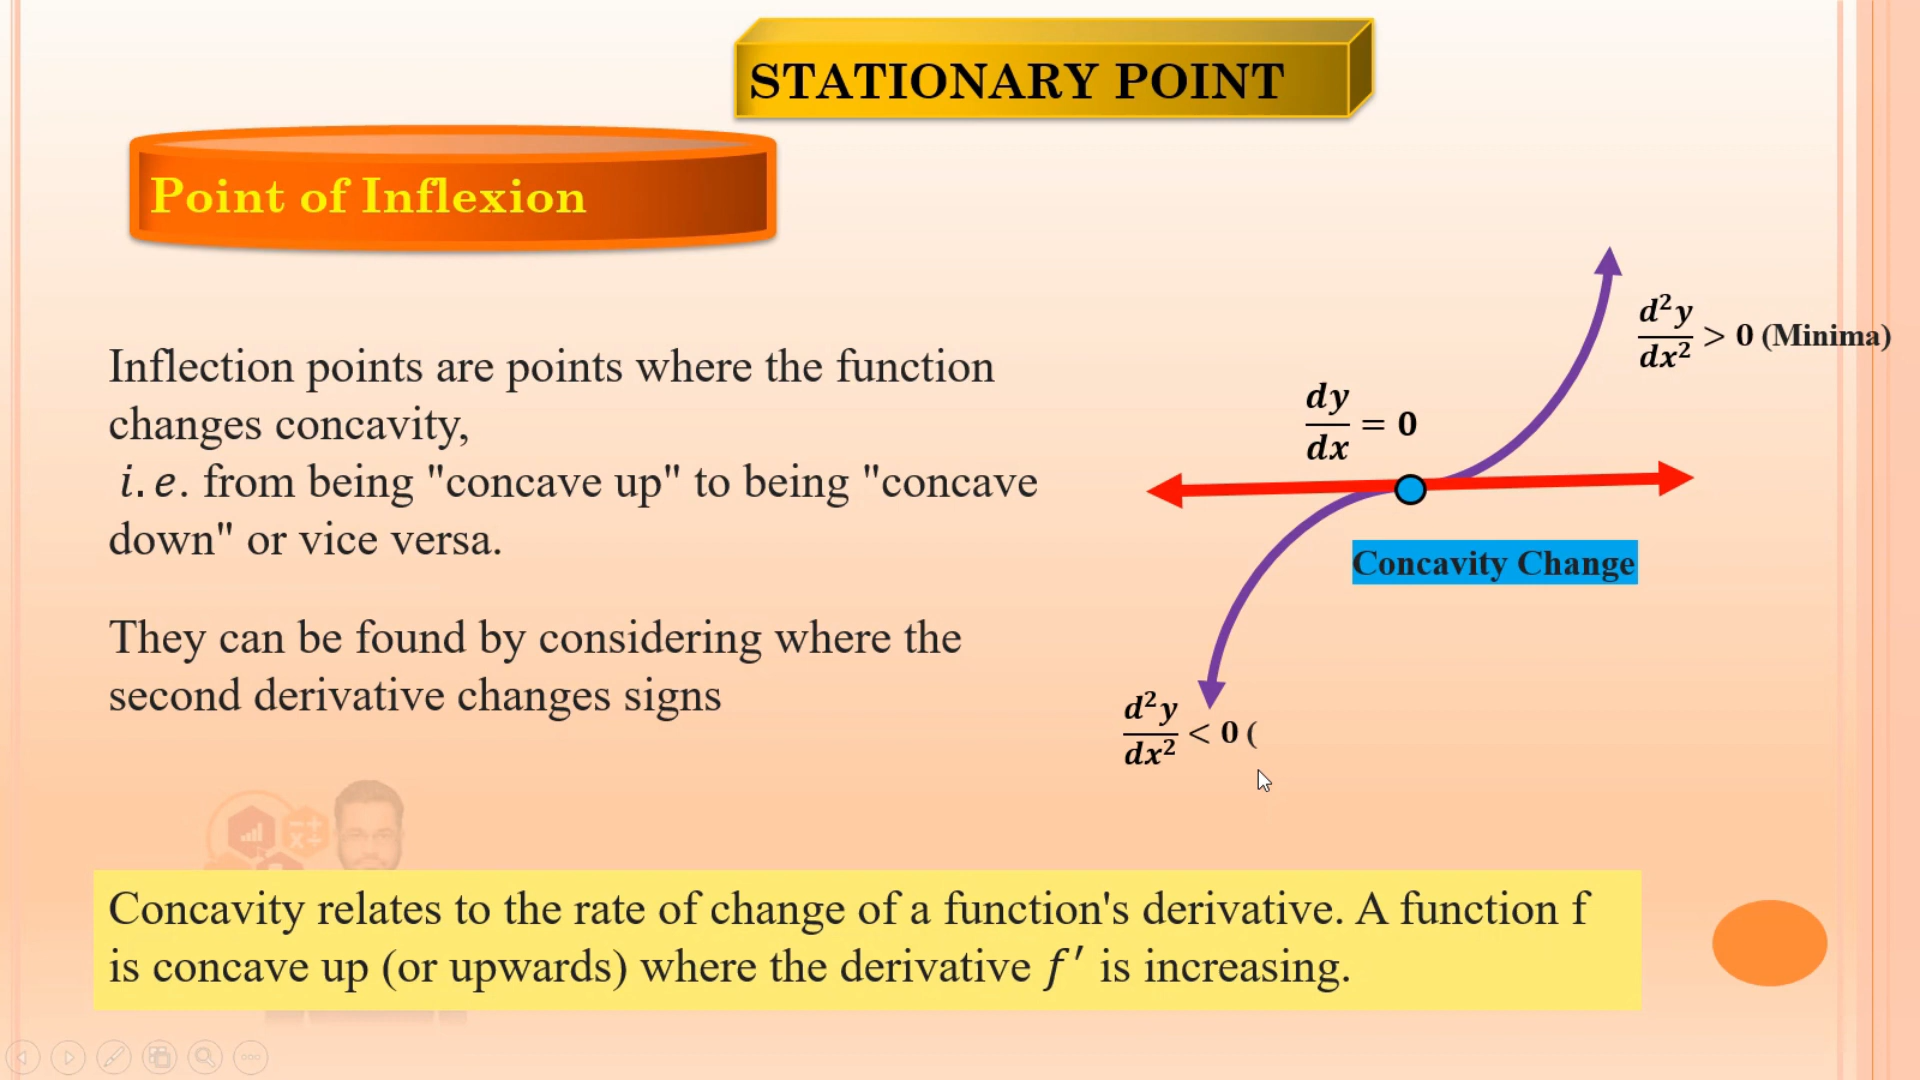 STATIONARY POINT
Point of Inflexion
Inflection points are points where the function
changes concavity,
i.e. from being "concave up" to being "concave
down" or vice versa.
They can be found by considering where the
second derivative changes signs
d²y/dx² > 0 (Minima)
dy/dx = 0
Concavity Change
d²y/dx² < 0 (
Concavity relates to the rate of change of a function's derivative. A function f
is concave up (or upwards) where the derivative f′ is increasing.